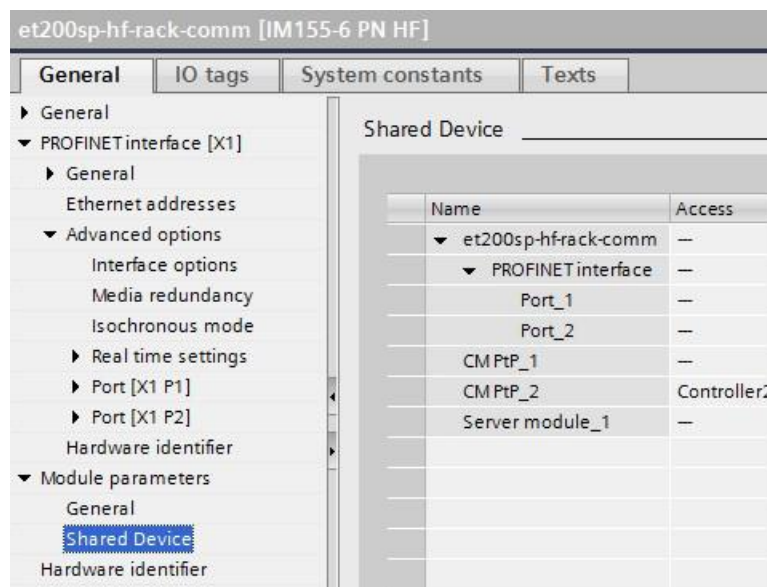 et200sp-hf-rack-comm [IM155-6 PN HF]
General IO tags System constants Texts
General
PROFINET interface [X1]
General
Ethernet addresses
Advanced options
Interface options
Media redundancy
Isochronous mode
Real time settings
Port [X1 P1]
Port [X1 P2]
Hardware identifier
Module parameters
General
Shared Device
Hardware identifier
Shared Device
Name Access
et200sp-hf-rack-comm —
PROFINET interface —
Port_1 —
Port_2 —
CM PtP_1 —
CM PtP_2 Controller2
Server module_1 —